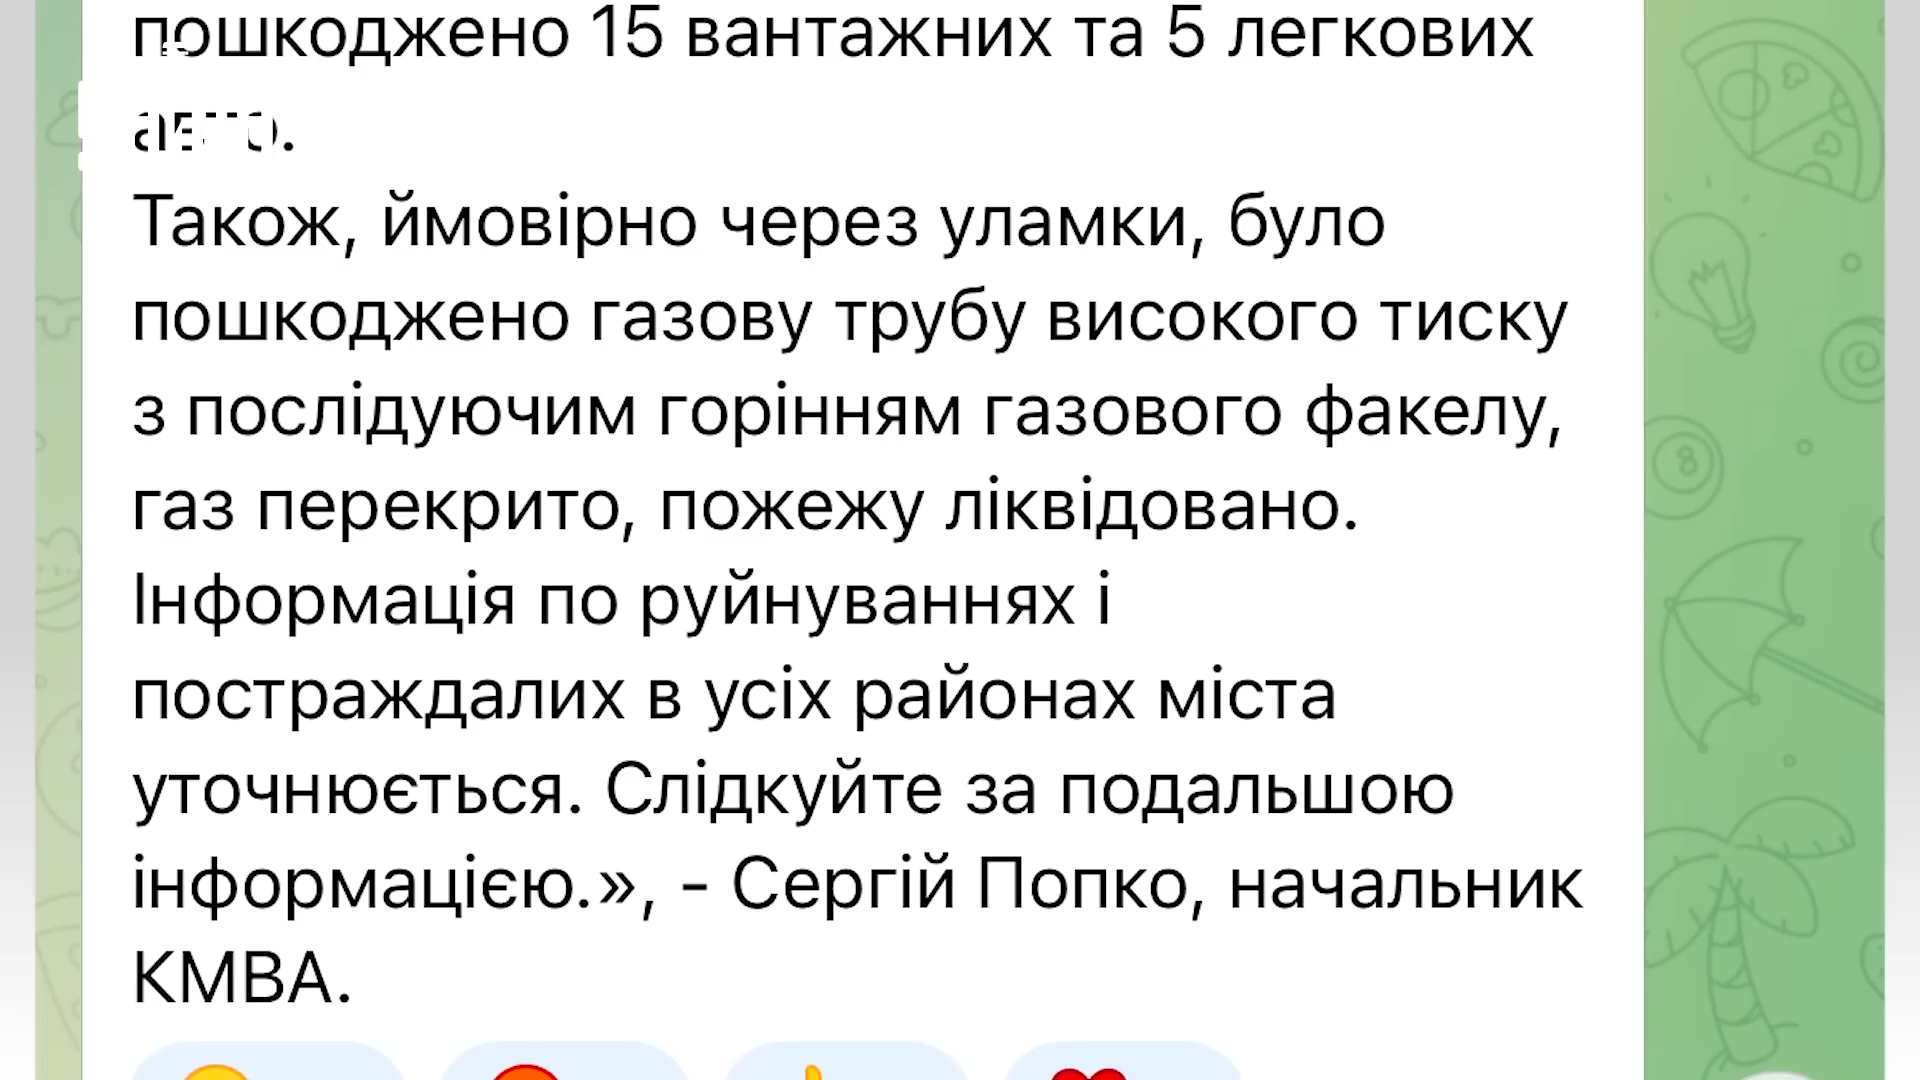 пошкоджено 15 вантажних та 5 легкових
Також, ймовірно через уламки, було
пошкоджено газову трубу високого тиску
з послідуючим горінням газового факелу,
газ перекрито, пожежу ліквідовано.
Інформація по руйнуваннях і
постраждалих в усіх районах міста
уточнюється. Слідкуйте за подальшою
інформацією.», - Сергій Попко, начальник
КМВА.